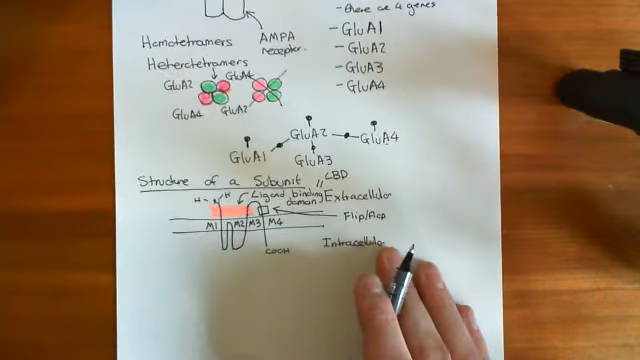 - there are 4 genes
- GluA1
- GluA2
- GluA3
- GluA4
AMPA
receptor
Homotetramers
Heterotetramers
GluA2
GluA4
GluA4
GluA2
GluA2
GluA4
GluA1
GluA3
Structure of a Subunit
LBD
H-N
H
Ligand binding
domain
Extracellular
Flip/Flop
M1 M2 M3 M4
Intracellular
COOH